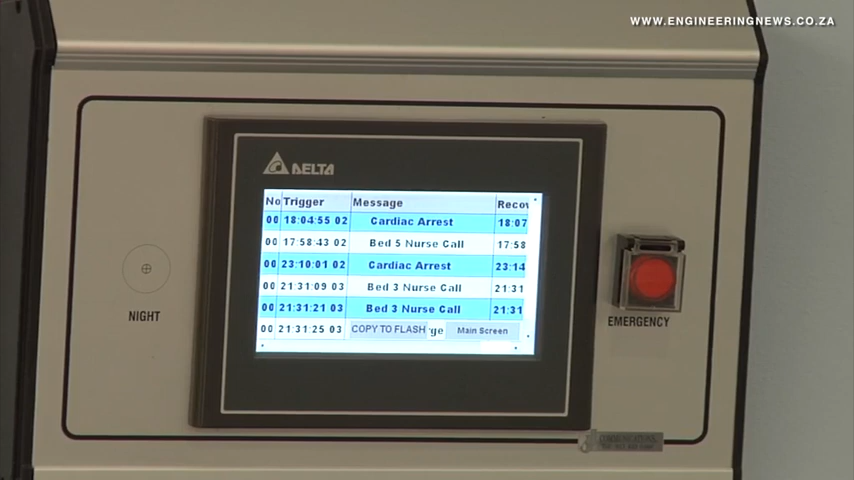 WWW.ENGINEERINGNEWS.CO.ZA
DELTA
No Trigger Message Recov
00 18:04:55 02 Cardiac Arrest 18:07
00 17:58:43 02 Bed 5 Nurse Call 17:58
00 23:10:01 02 Cardiac Arrest 23:14
00 21:31:09 03 Bed 3 Nurse Call 21:31
00 21:31:21 03 Bed 3 Nurse Call 21:31
00 21:31:25 03 COPY TO FLASH rge Main Screen
NIGHT
EMERGENCY
COMMUNICATIONS